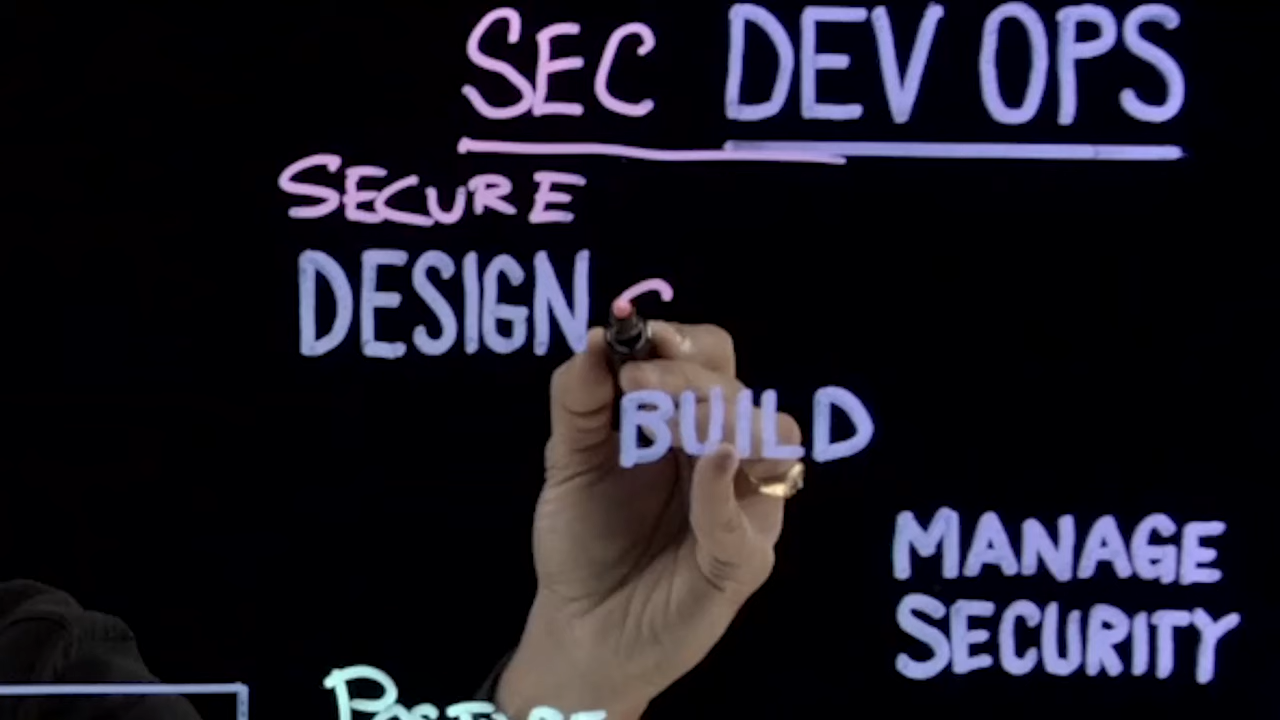 SEC DEV OPS
SECURE
DESIGN
BUILD
MANAGE
SECURITY